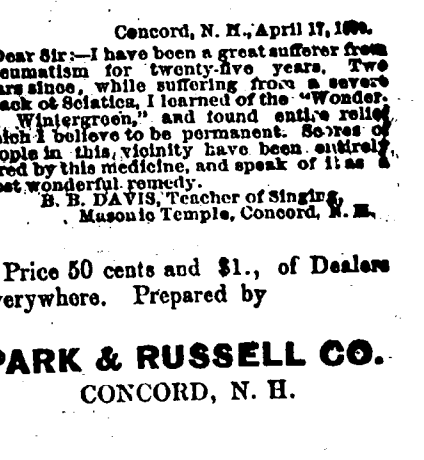 Concord, N. H., April 17,
Dear Sir:—I have been a great sufferer from
eumatism for twenty-five years. Two
ars since, while suffering from a severe
ack of Sciatica, I learned of the "Wonder-
Wintergreen," and found entire relief,
ich I believe to be permanent. Scores of
ople in this vicinity have been entirely
red by this medicine, and speak of it as a
ost wonderful remedy.
B. B. DAVIS, Teacher of Singing,
Masonic Temple, Concord, N. H.
Price 50 cents and $1., of Dealers
verywhere. Prepared by
PARK & RUSSELL CO.
CONCORD, N. H.